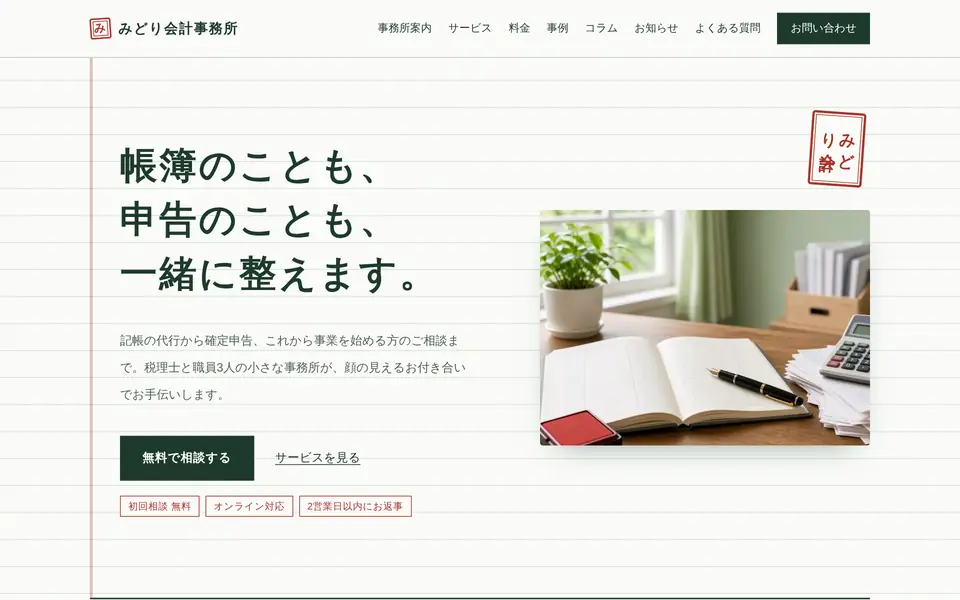 み
みどり会計事務所
事務所案内 サービス 料金 事例 コラム お知らせ よくある質問 お問い合わせ
みど
り会計
帳簿のことも、
申告のことも、
一緒に整えます。
記帳の代行から確定申告、これから事業を始める方のご相談ま
で。税理士と職員3人の小さな事務所が、顔の見えるお付き合い
でお手伝いします。
無料で相談する サービスを見る
初回相談 無料 オンライン対応 2営業日以内にお返事